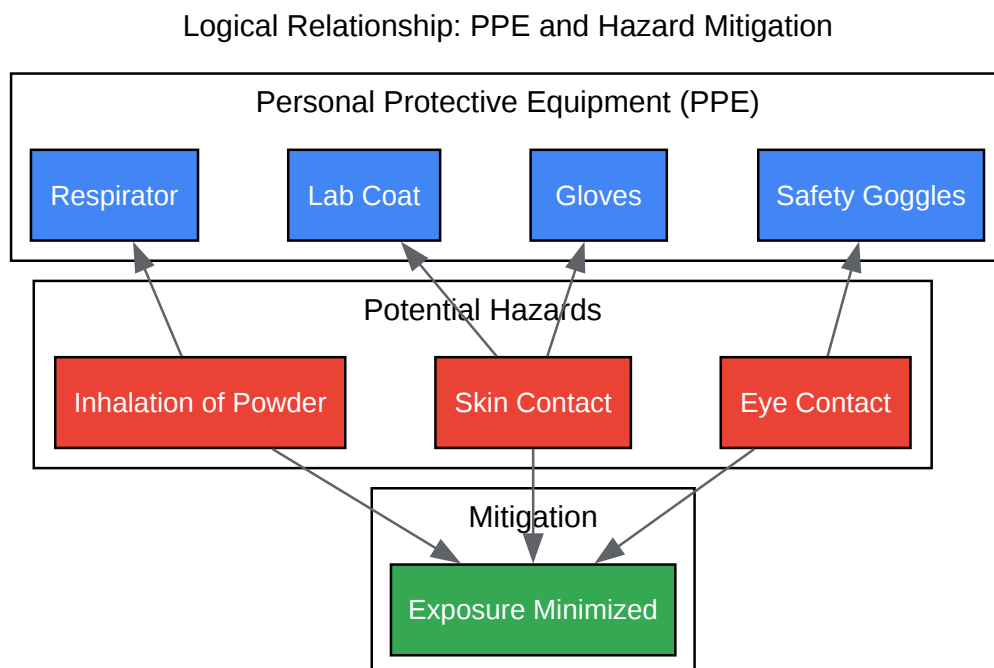 Logical Relationship: PPE and Hazard Mitigation
Personal Protective Equipment (PPE)
Respirator
Lab Coat
Gloves
Safety Goggles
Potential Hazards
Inhalation of Powder
Skin Contact
Eye Contact
Mitigation
Exposure Minimized